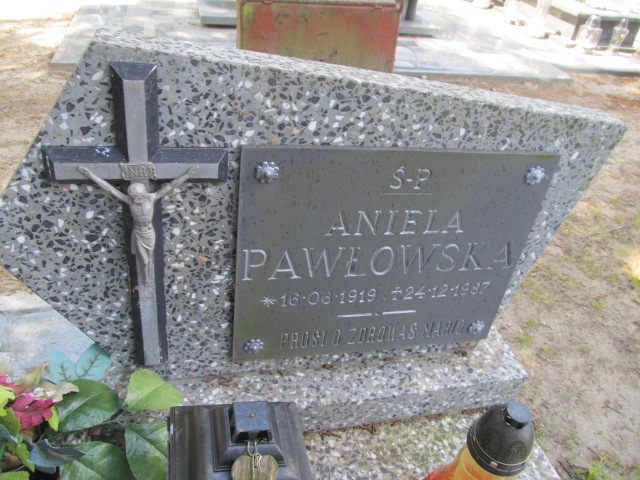 INRI
Ś-P
ANIELA
PAWŁOWSKA
*16·06·1919 ✝24·12·1987
PROSI O ZDROWAŚ MARIO